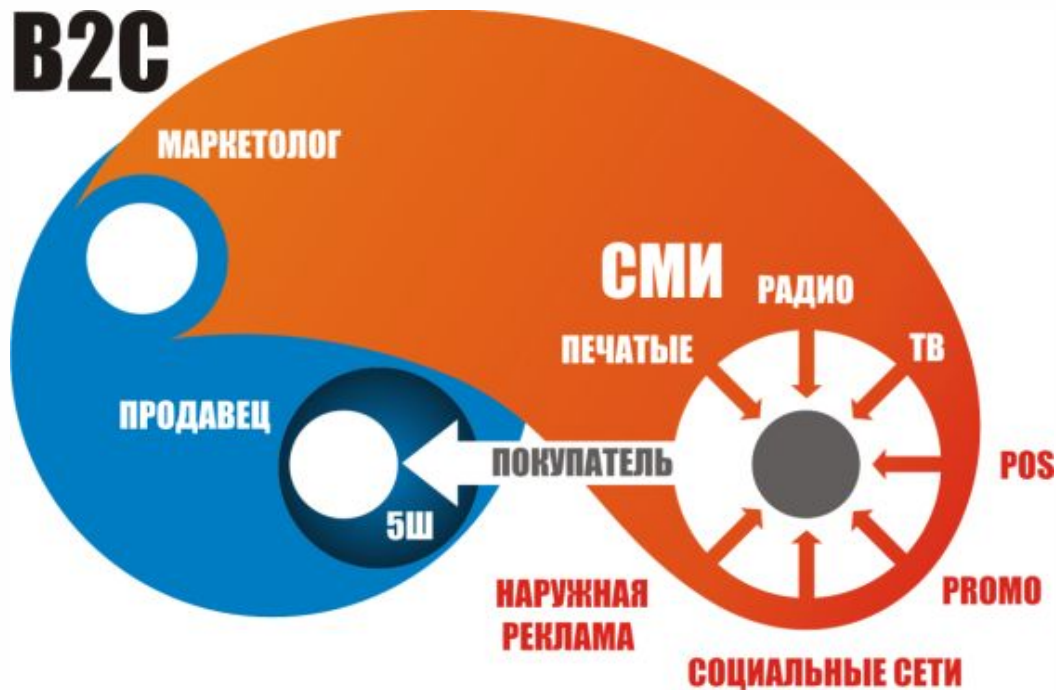 B2C
МАРКЕТОЛОГ
СМИ
РАДИО
ПЕЧАТЫЕ
ТВ
ПРОДАВЕЦ
ПОКУПАТЕЛЬ
POS
5Ш
НАРУЖНАЯ
РЕКЛАМА
PROMO
СОЦИАЛЬНЫЕ СЕТИ